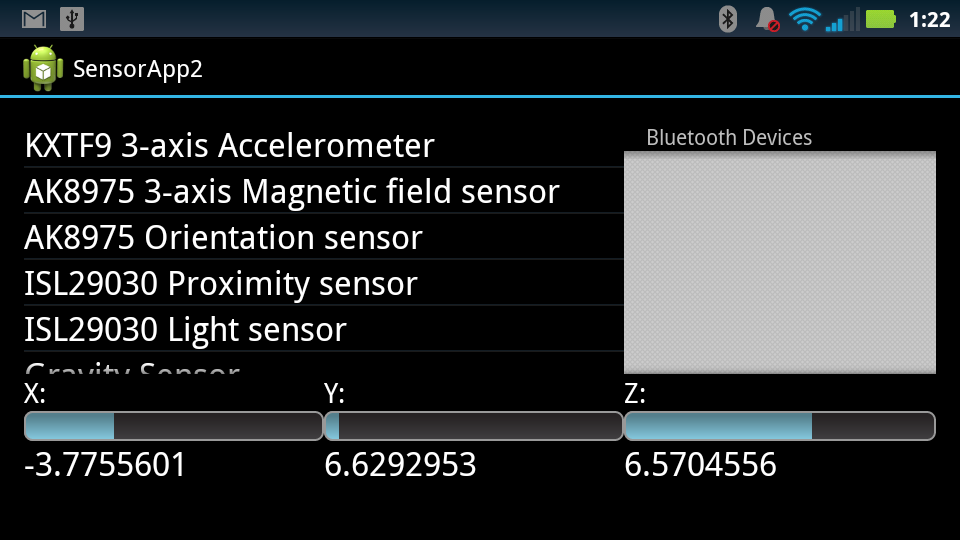 1:22
SensorApp2
KXTF9 3-axis Accelerometer
Bluetooth Devices
AK8975 3-axis Magnetic field sensor
AK8975 Orientation sensor
ISL29030 Proximity sensor
ISL29030 Light sensor
Gravity Sensor
X: Y: Z:
-3.7755601 6.6292953 6.5704556